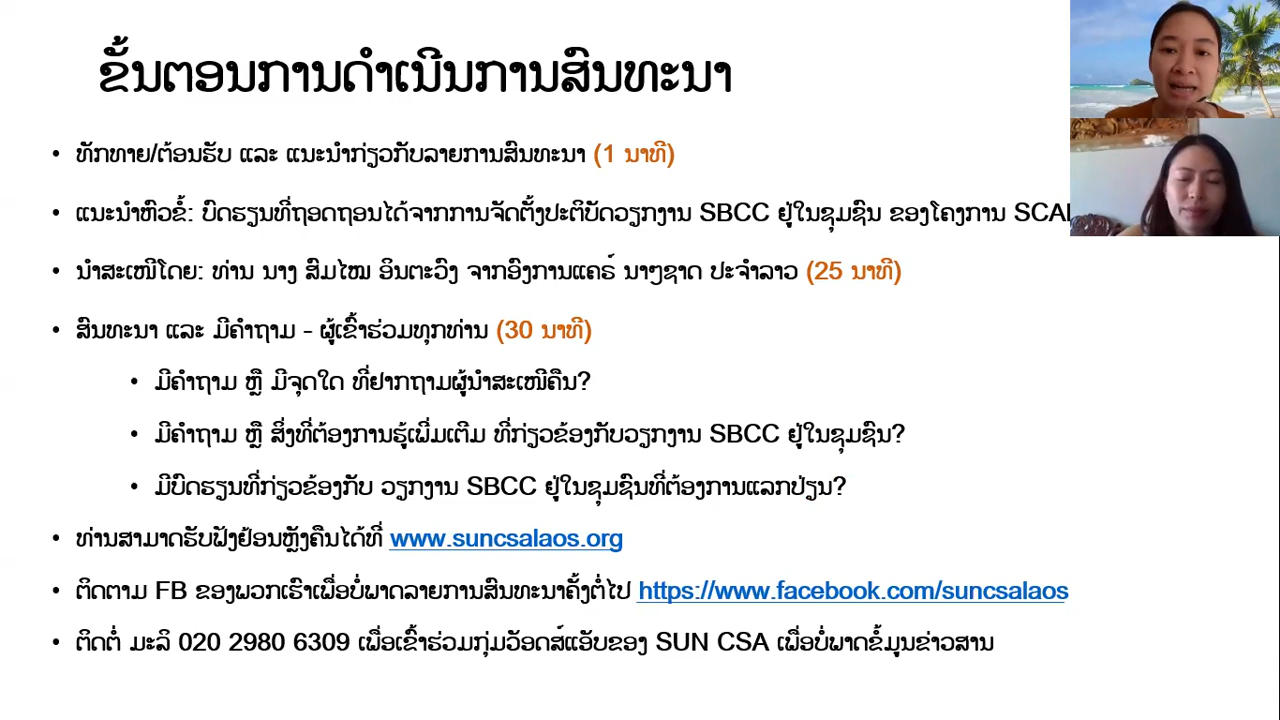 ຂັ້ນຕອນການດຳເນີນການສົນທະນາ
• ທັກທາຍ/ຕ້ອນຮັບ ແລະ ແນະນຳກ່ຽວກັບລາຍການສົນທະນາ (1 ນາທີ)
• ແນະນຳຫົວຂໍ້: ບົດຮຽນທີ່ຖອດຖອນໄດ້ຈາກການຈັດຕັ້ງປະຕິບັດວຽກງານ SBCC ຢູ່ໃນຊຸມຊົນ ຂອງໂຄງການ
• ນຳສະເໜີໂດຍ: ທ່ານ ນາງ ສົມໄໝ ອິນຕະວົງ ຈາກອົງການແຄຣ໌ ນາໆຊາດ ປະຈຳລາວ (25 ນາທີ)
• ສົນທະນາ ແລະ ມີຄຳຖາມ – ຜູ້ເຂົ້າຮ່ວມທຸກທ່ານ (30 ນາທີ)
• ມີຄຳຖາມ ຫຼື ມີຈຸດໃດ ທີ່ຢາກຖາມຜູ້ນຳສະເໜີຄືນ?
• ມີຄຳຖາມ ຫຼື ສິ່ງທີ່ຕ້ອງການຮູ້ເພີ່ມເຕີມ ທີ່ກ່ຽວຂ້ອງກັບວຽກງານ SBCC ຢູ່ໃນຊຸມຊົນ?
• ມີບົດຮຽນທີ່ກ່ຽວຂ້ອງກັບ ວຽກງານ SBCC ຢູ່ໃນຊຸມຊົນທີ່ຕ້ອງການແລກປ່ຽນ?
• ທ່ານສາມາດຮັບຟັງຢ້ອນຫຼັງຄືນໄດ້ທີ່ www.suncsalaos.org
• ຕິດຕາມ FB ຂອງພວກເຮົາເພື່ອບໍ່ພາດລາຍການສົນທະນາຄັ້ງຕໍ່ໄປ https://www.facebook.com/suncsalaos
• ຕິດຕໍ່ ມະລິ 020 2980 6309 ເພື່ອເຂົ້າຮ່ວມກຸ່ມວັອດສ໌ແອັບຂອງ SUN CSA ເພື່ອບໍ່ພາດຂໍ້ມູນຂ່າວສານ